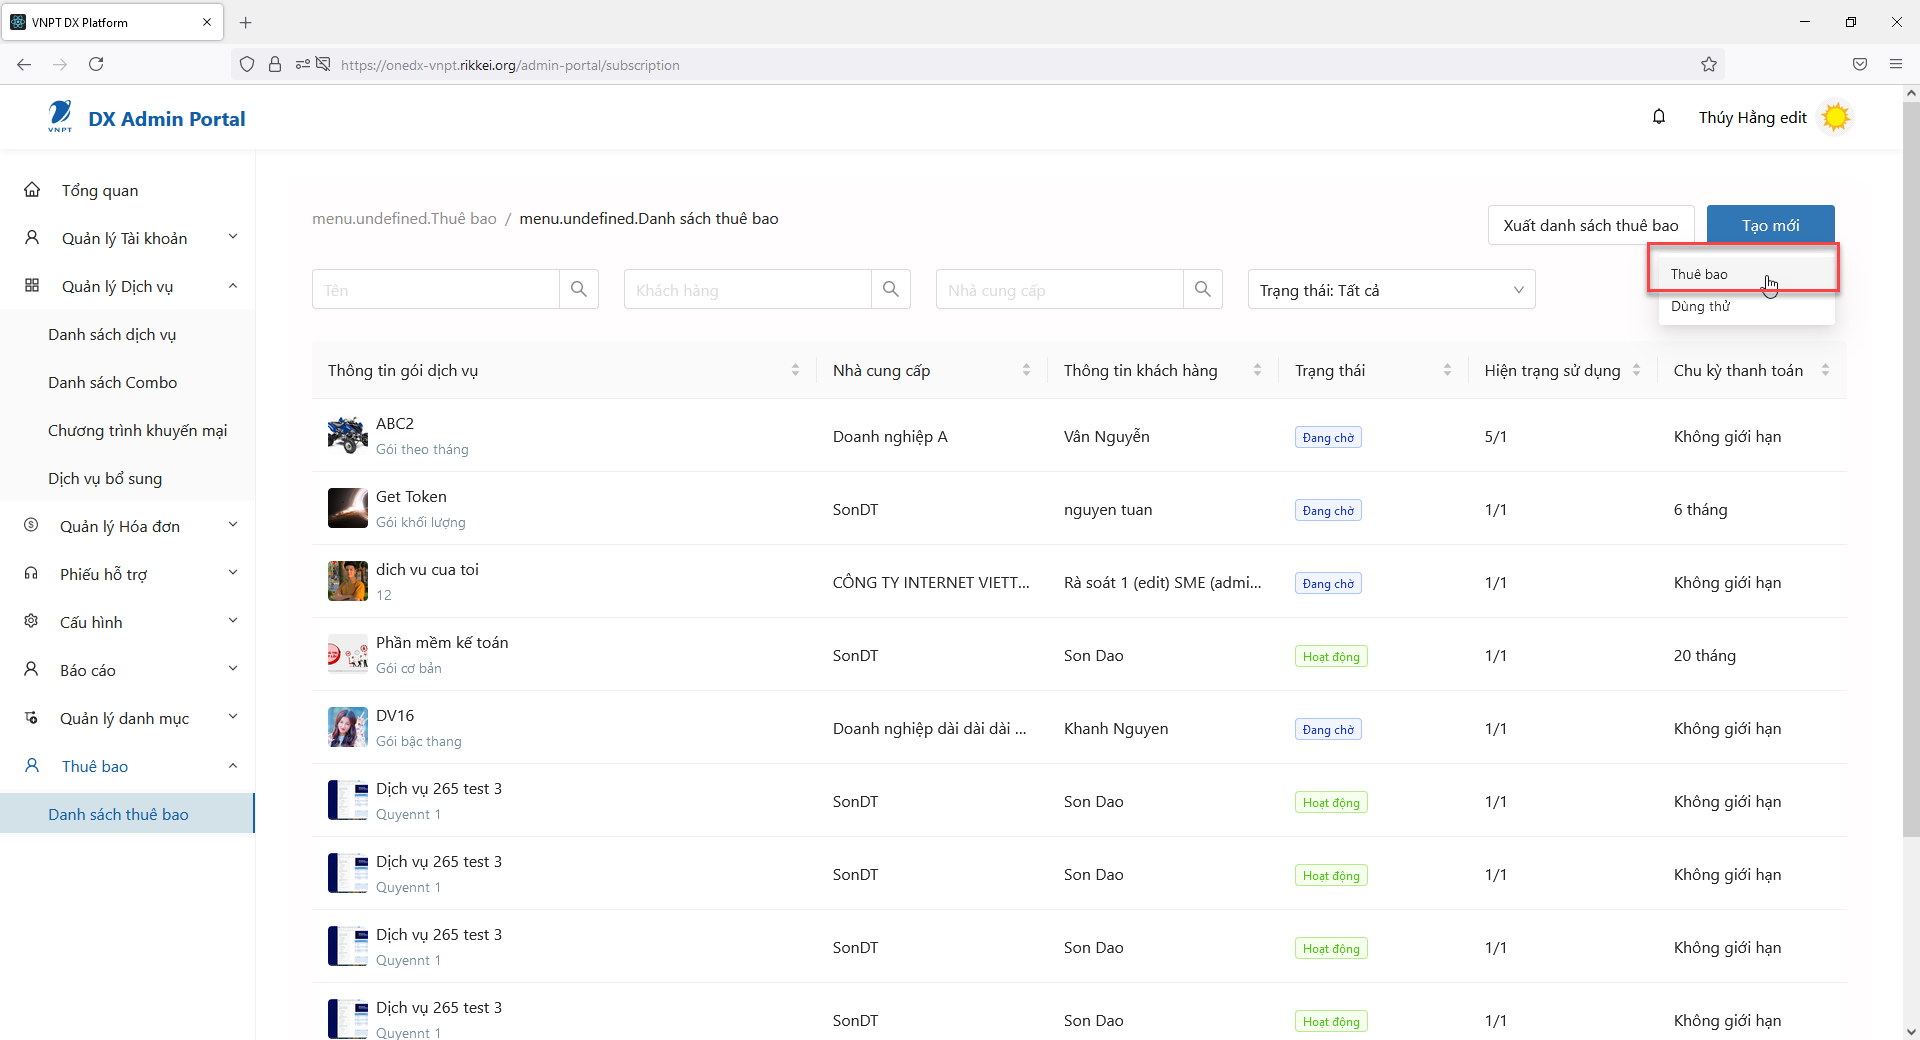 VNPT DX Platform
https://onedx-vnpt.rikkei.org/admin-portal/subscription
VNPT
DX Admin Portal
Thúy Hằng edit
Tổng quan
Quản lý Tài khoản
Quản lý Dịch vụ
Danh sách dịch vụ
Danh sách Combo
Chương trình khuyến mại
Dịch vụ bổ sung
Quản lý Hóa đơn
Phiếu hỗ trợ
Cấu hình
Báo cáo
Quản lý danh mục
Thuê bao
Danh sách thuê bao
menu.undefined.Thuê bao / menu.undefined.Danh sách thuê bao
Xuất danh sách thuê bao
Tạo mới
Thuê bao
Dùng thử
Tên
Khách hàng
Nhà cung cấp
Trạng thái: Tất cả
Thông tin gói dịch vụ Nhà cung cấp Thông tin khách hàng Trạng thái Hiện trạng sử dụng Chu kỳ thanh toán
ABC2
Gói theo tháng
Doanh nghiệp A Vân Nguyễn Đang chờ 5/1 Không giới hạn
Get Token
Gói khối lượng
SonDT nguyen tuan Đang chờ 1/1 6 tháng
dich vu cua toi
12
CÔNG TY INTERNET VIETT... Rà soát 1 (edit) SME (admi... Đang chờ 1/1 Không giới hạn
Phần mềm kế toán
Gói cơ bản
SonDT Son Dao Hoạt động 1/1 20 tháng
DV16
Gói bậc thang
Doanh nghiệp dài dài dài ... Khanh Nguyen Đang chờ 1/1 Không giới hạn
Dịch vụ 265 test 3
Quyennt 1
SonDT Son Dao Hoạt động 1/1 Không giới hạn
Dịch vụ 265 test 3
Quyennt 1
SonDT Son Dao Hoạt động 1/1 Không giới hạn
Dịch vụ 265 test 3
Quyennt 1
SonDT Son Dao Hoạt động 1/1 Không giới hạn
Dịch vụ 265 test 3
Quyennt 1
SonDT Son Dao Hoạt động 1/1 Không giới hạn